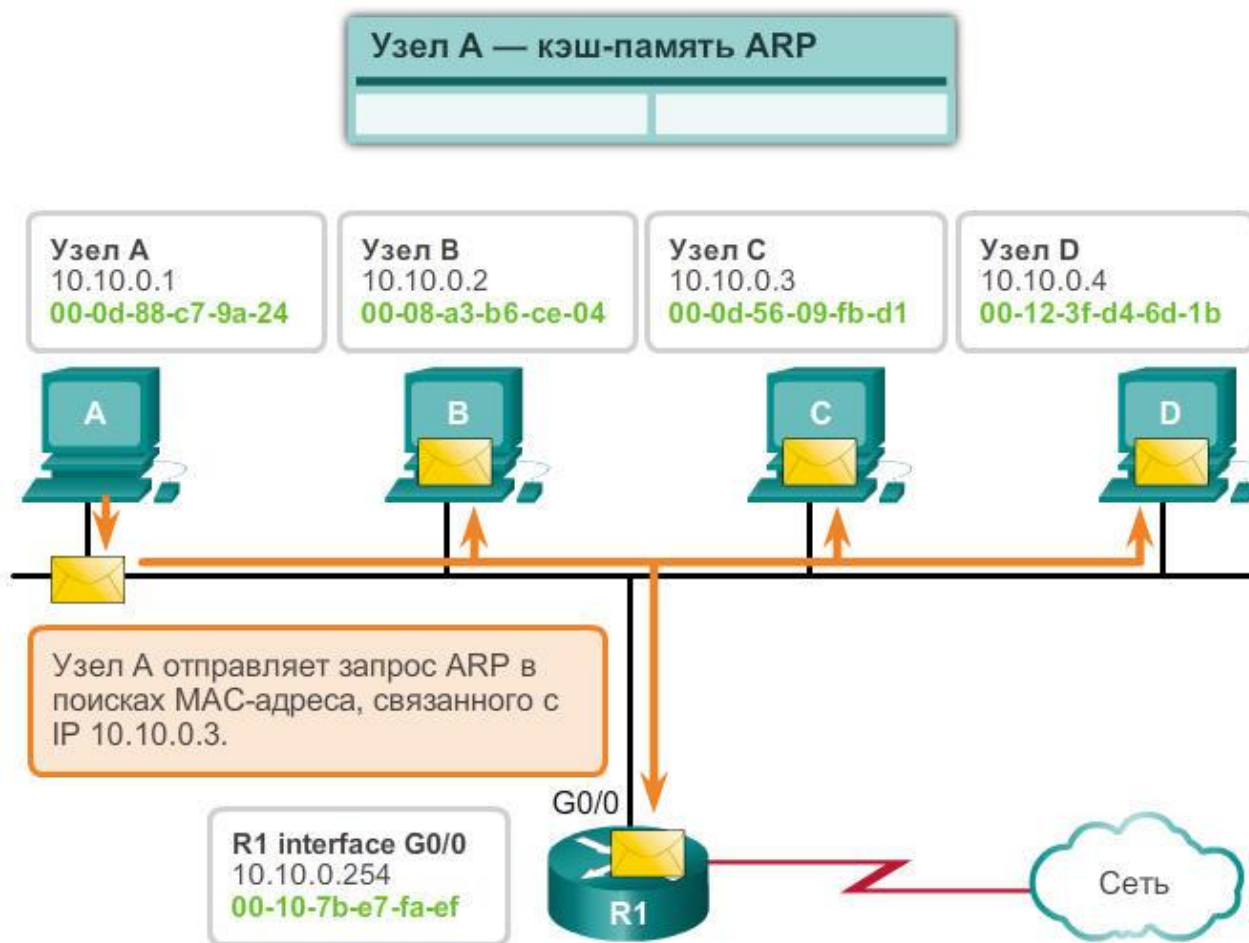 Узел А — кэш-память ARP
Узел A
10.10.0.1
00-0d-88-c7-9a-24
Узел B
10.10.0.2
00-08-a3-b6-ce-04
Узел C
10.10.0.3
00-0d-56-09-fb-d1
Узел D
10.10.0.4
00-12-3f-d4-6d-1b
A
B
C
D
Узел А отправляет запрос ARP в
поисках МАС-адреса, связанного с
IP 10.10.0.3.
G0/0
R1 interface G0/0
10.10.0.254
00-10-7b-e7-fa-ef
R1
Сеть